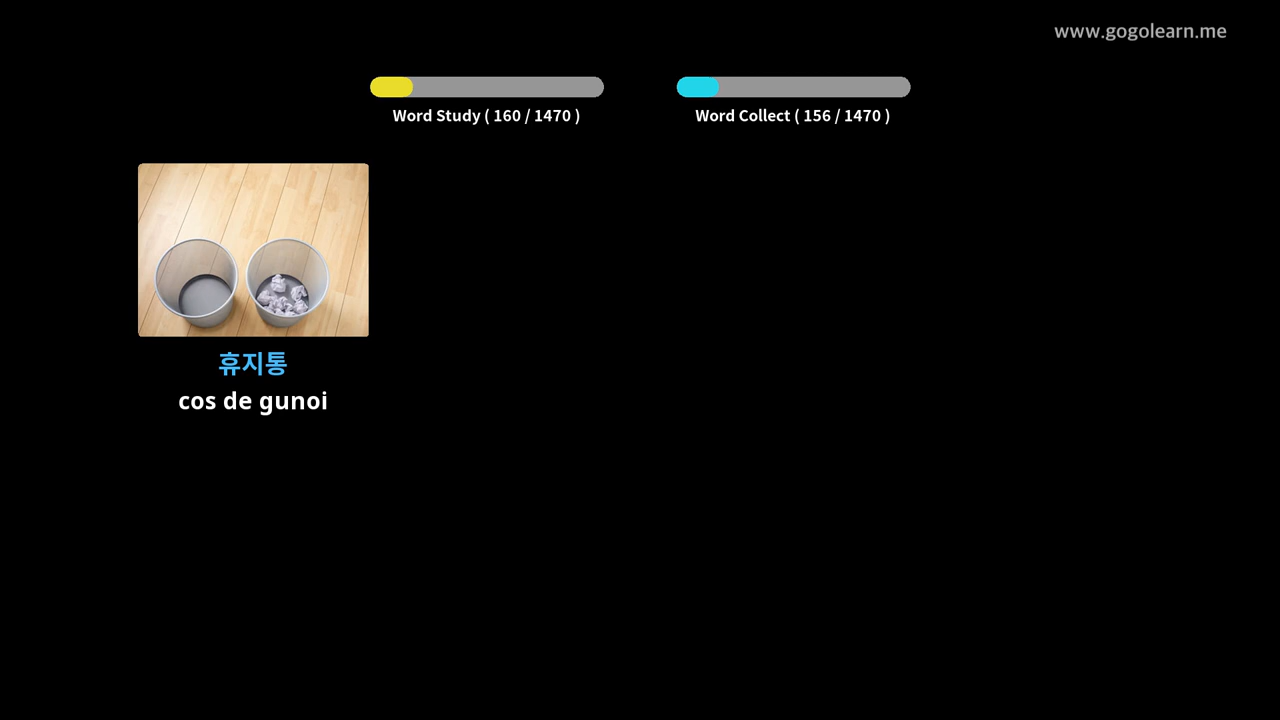 www.gogolearn.me
Word Study ( 160 / 1470 )
Word Collect ( 156 / 1470 )
휴지통
cos de gunoi